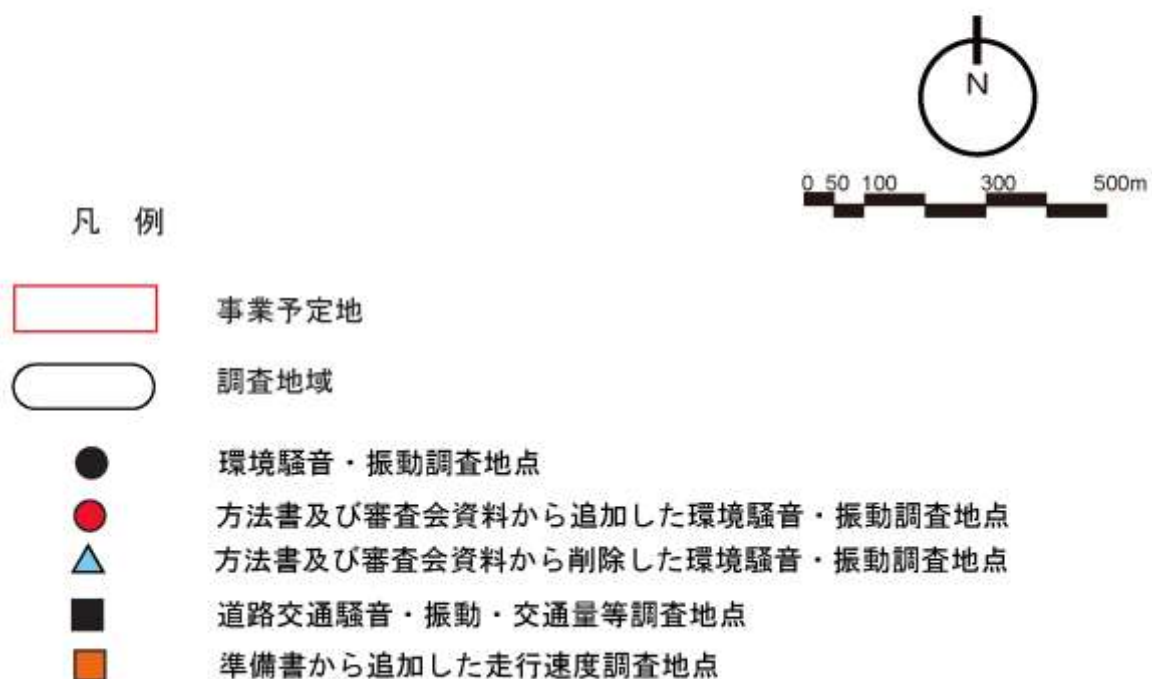 N
0 50 100 300 500m
凡 例
事業予定地
調査地域
環境騒音・振動調査地点
方法書及び審査会資料から追加した環境騒音・振動調査地点
方法書及び審査会資料から削除した環境騒音・振動調査地点
道路交通騒音・振動・交通量等調査地点
準備書から追加した走行速度調査地点